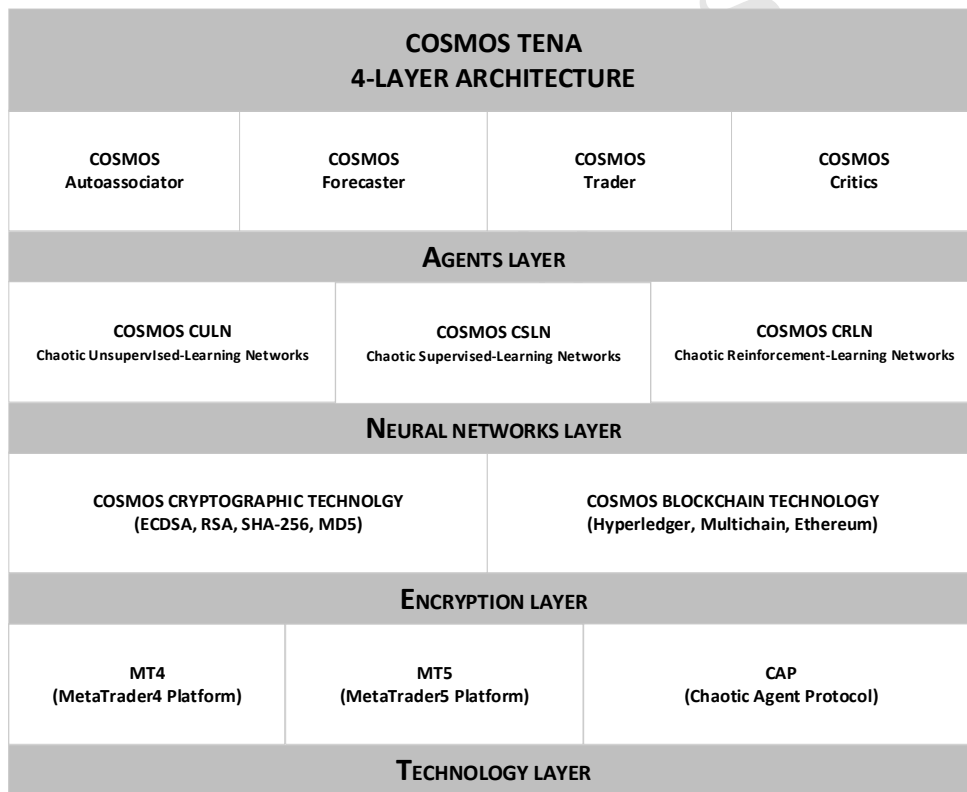 COSMOS TENA
4-LAYER ARCHITECTURE
COSMOS
Autoassociator
COSMOS
Forecaster
COSMOS
Trader
COSMOS
Critics
AGENTS LAYER
COSMOS CULN
Chaotic UnsupervIsed-Learning Networks
COSMOS CSLN
Chaotic Supervised-Learning Networks
COSMOS CRLN
Chaotic Reinforcement-Learning Networks
NEURAL NETWORKS LAYER
COSMOS CRYPTOGRAPHIC TECHNOLGY
(ECDSA, RSA, SHA-256, MD5)
COSMOS BLOCKCHAIN TECHNOLOGY
(Hyperledger, Multichain, Ethereum)
ENCRYPTION LAYER
MT4
(MetaTrader4 Platform)
MT5
(MetaTrader5 Platform)
CAP
(Chaotic Agent Protocol)
TECHNOLOGY LAYER